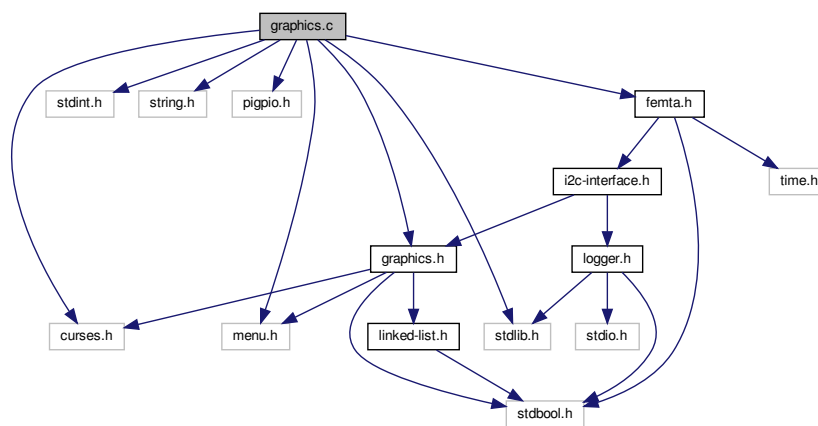 graphics.c
stdint.h
string.h
pigpio.h
femta.h
i2c-interface.h
time.h
graphics.h
logger.h
curses.h
menu.h
linked-list.h
stdlib.h
stdio.h
stdbool.h